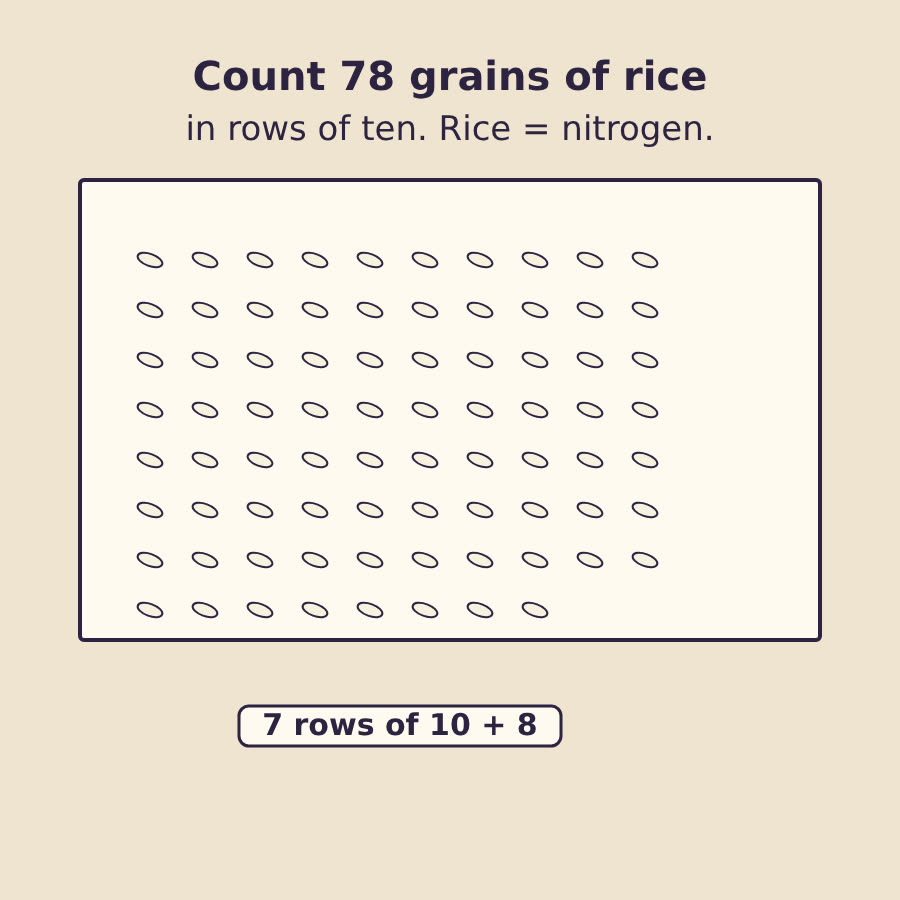 Count 78 grains of rice
in rows of ten. Rice = nitrogen.
7 rows of 10 + 8